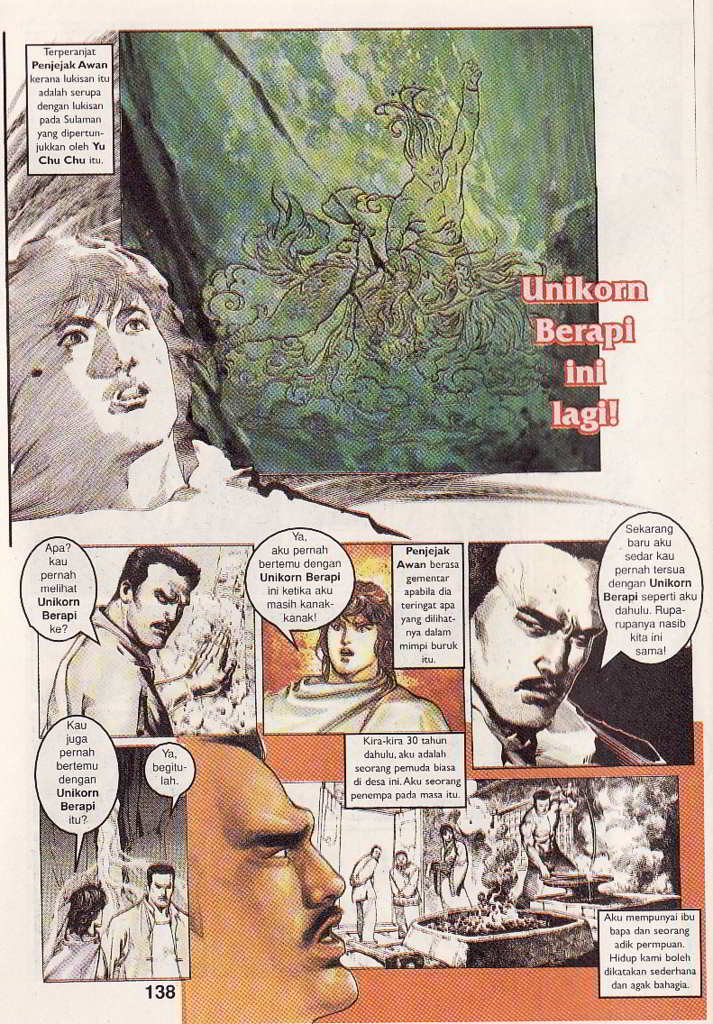 Terperanjat
Penjejak Awan
kerana lukisan itu
adalah serupa
dengan lukisan
pada Sulaman
yang dipertun-
jukkan oleh Yu
Chu Chu itu.
Unikorn
Berapi
ini
lagi!
Apa?
kau
pernah
melihat
Unikorn
Berapi
ke?
Ya,
aku pernah
bertemu dengan
Unikorn Berapi
ini ketika aku
masih kanak-
kanak!
Penjejak
Awan berasa
gementar
apabila dia
teringat apa
yang dilihat-
nya dalam
mimpi buruk
itu.
Sekarang
baru aku
sedar kau
pernah tersua
dengan Unikorn
Berapi seperti aku
dahulu. Rupa-
rupanya nasib
kita ini
sama!
Kau
juga
pernah
bertemu
dengan
Unikorn
Berapi
itu?
Ya,
begitu-
lah.
Kira-kira 30 tahun
dahulu, aku adalah
seorang pemuda biasa
di desa ini. Aku seorang
penempa pada masa itu.
Aku mempunyai ibu
bapa dan seorang
adik permpuan.
Hidup kami boleh
dikatakan sederhana
dan agak bahagia.
138